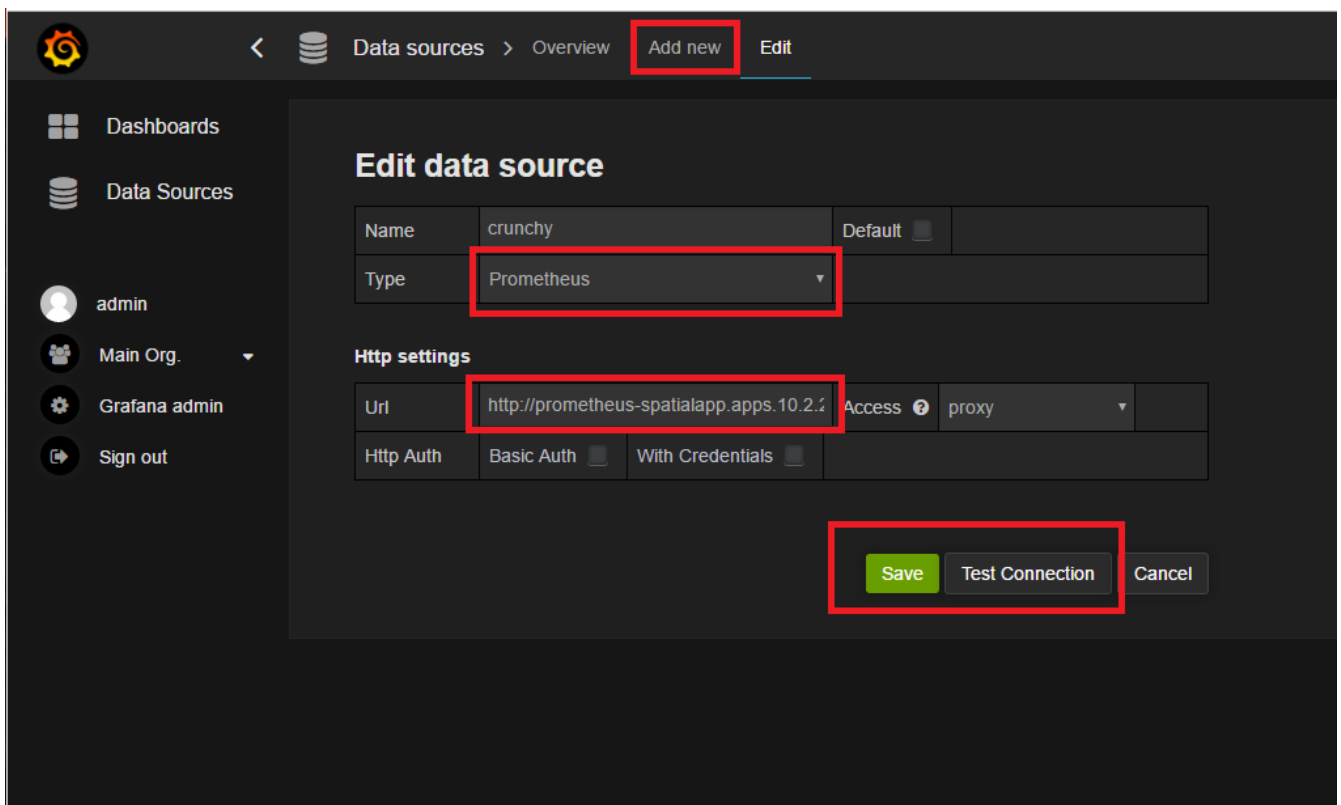 Data sources > Overview Add new Edit
Dashboards
Data Sources
admin
Main Org.
Grafana admin
Sign out
Edit data source
Name crunchy Default
Type Prometheus
Http settings
Url http://prometheus-spatialapp.apps.10.2.2 Access proxy
Http Auth Basic Auth With Credentials
Save Test Connection Cancel